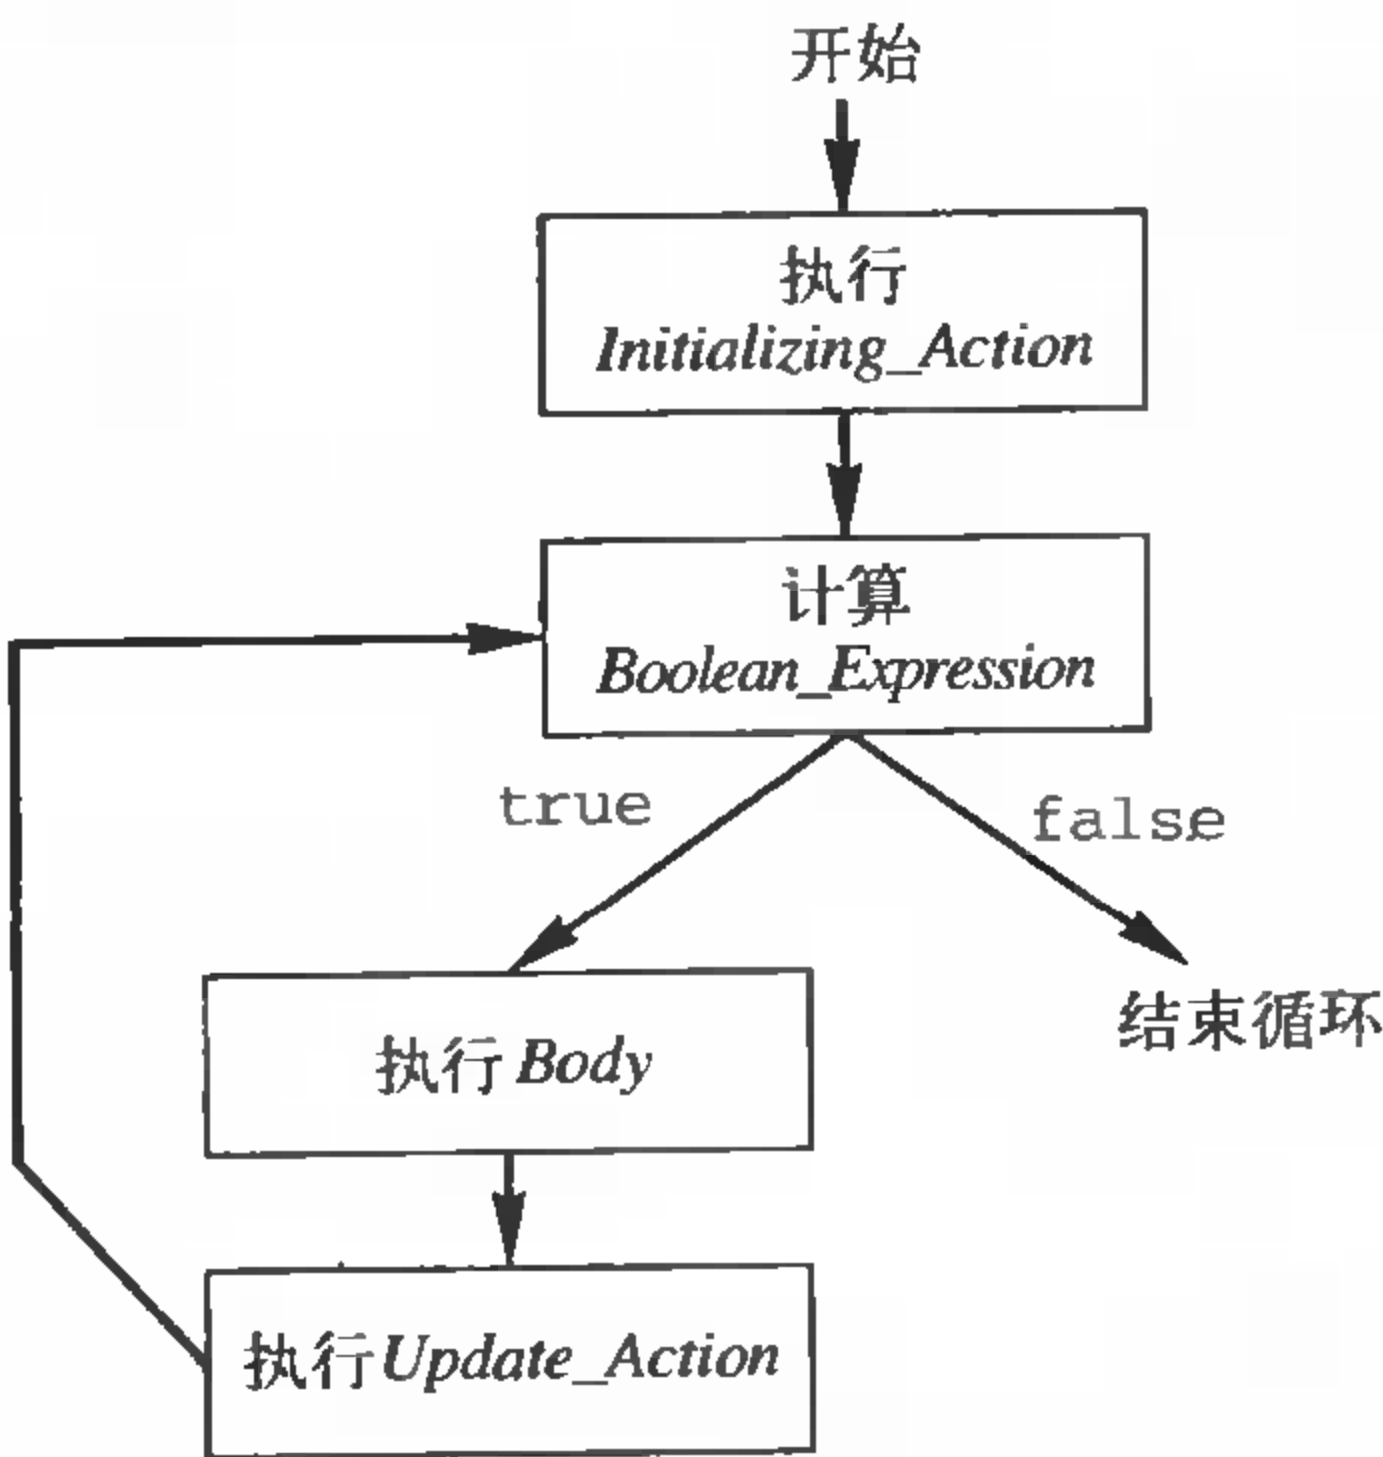 开始
执行
Initializing_Action
计算
Boolean_Expression
true
false
结束循环
执行 Body
执行 Update_Action